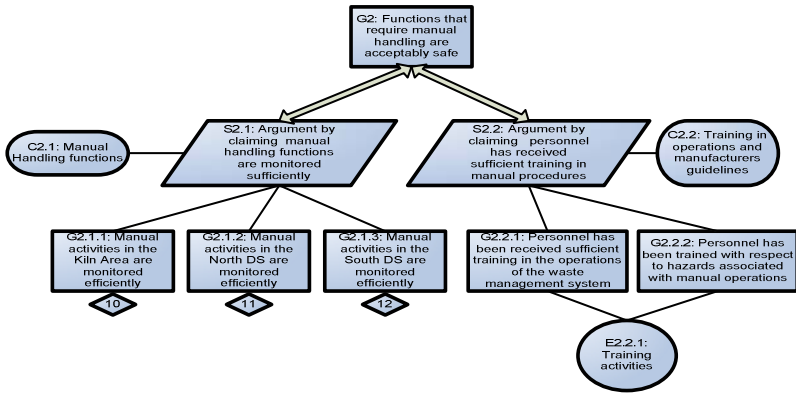 G2: Functions that
require manual
handling are
acceptably safe
S2.1: Argument by
claiming manual
handling functions
are monitored
sufficiently
S2.2: Argument by
claiming personnel
has received
sufficient training in
manual procedures
C2.1: Manual
Handling functions
C2.2: Training in
operations and
manufacturers
guidelines
G2.1.1: Manual
activities in the
Kiln Area are
monitored
efficiently
10
G2.1.2: Manual
activities in the
North DS are
monitored
efficiently
11
G2.1.3: Manual
activities in the
South DS are
monitored
efficiently
12
G2.2.1: Personnel has
been received sufficient
training in the operations
of the waste
management system
G2.2.2: Personnel has
been trained with respect
to hazards associated
with manual operations
E2.2.1:
Training
activities